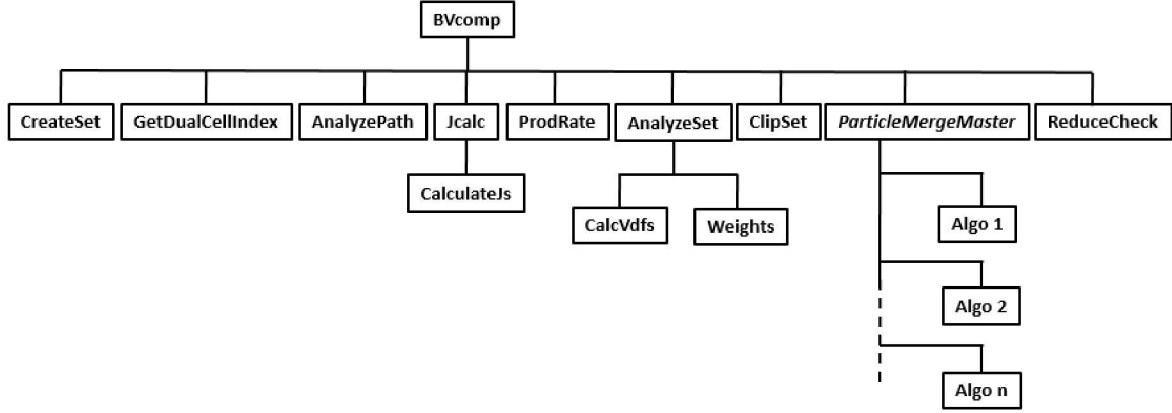 BVcomp
CreateSet
GetDualCellIndex
AnalyzePath
Jcalc
ProdRate
AnalyzeSet
ClipSet
ParticleMergeMaster
ReduceCheck
CalculateJs
CalcVdfs
Weights
Algo 1
Algo 2
Algo n